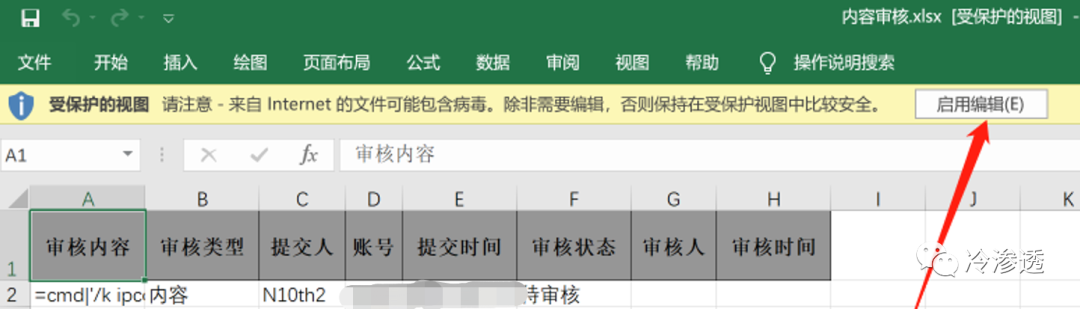 内容审核.xlsx [受保护的视图] -
文件 开始 插入 绘图 页面布局 公式 数据 审阅 视图 帮助 操作说明搜索
受保护的视图 请注意 - 来自 Internet 的文件可能包含病毒。除非需要编辑，否则保持在受保护视图中比较安全。 启用编辑(E)
A1 fx 审核内容
A B C D E F G H I J K
1 审核内容 审核类型 提交人 账号 提交时间 审核状态 审核人 审核时间
冷渗透
2 =cmd|'/k ipco 内容 N10th2 待审核